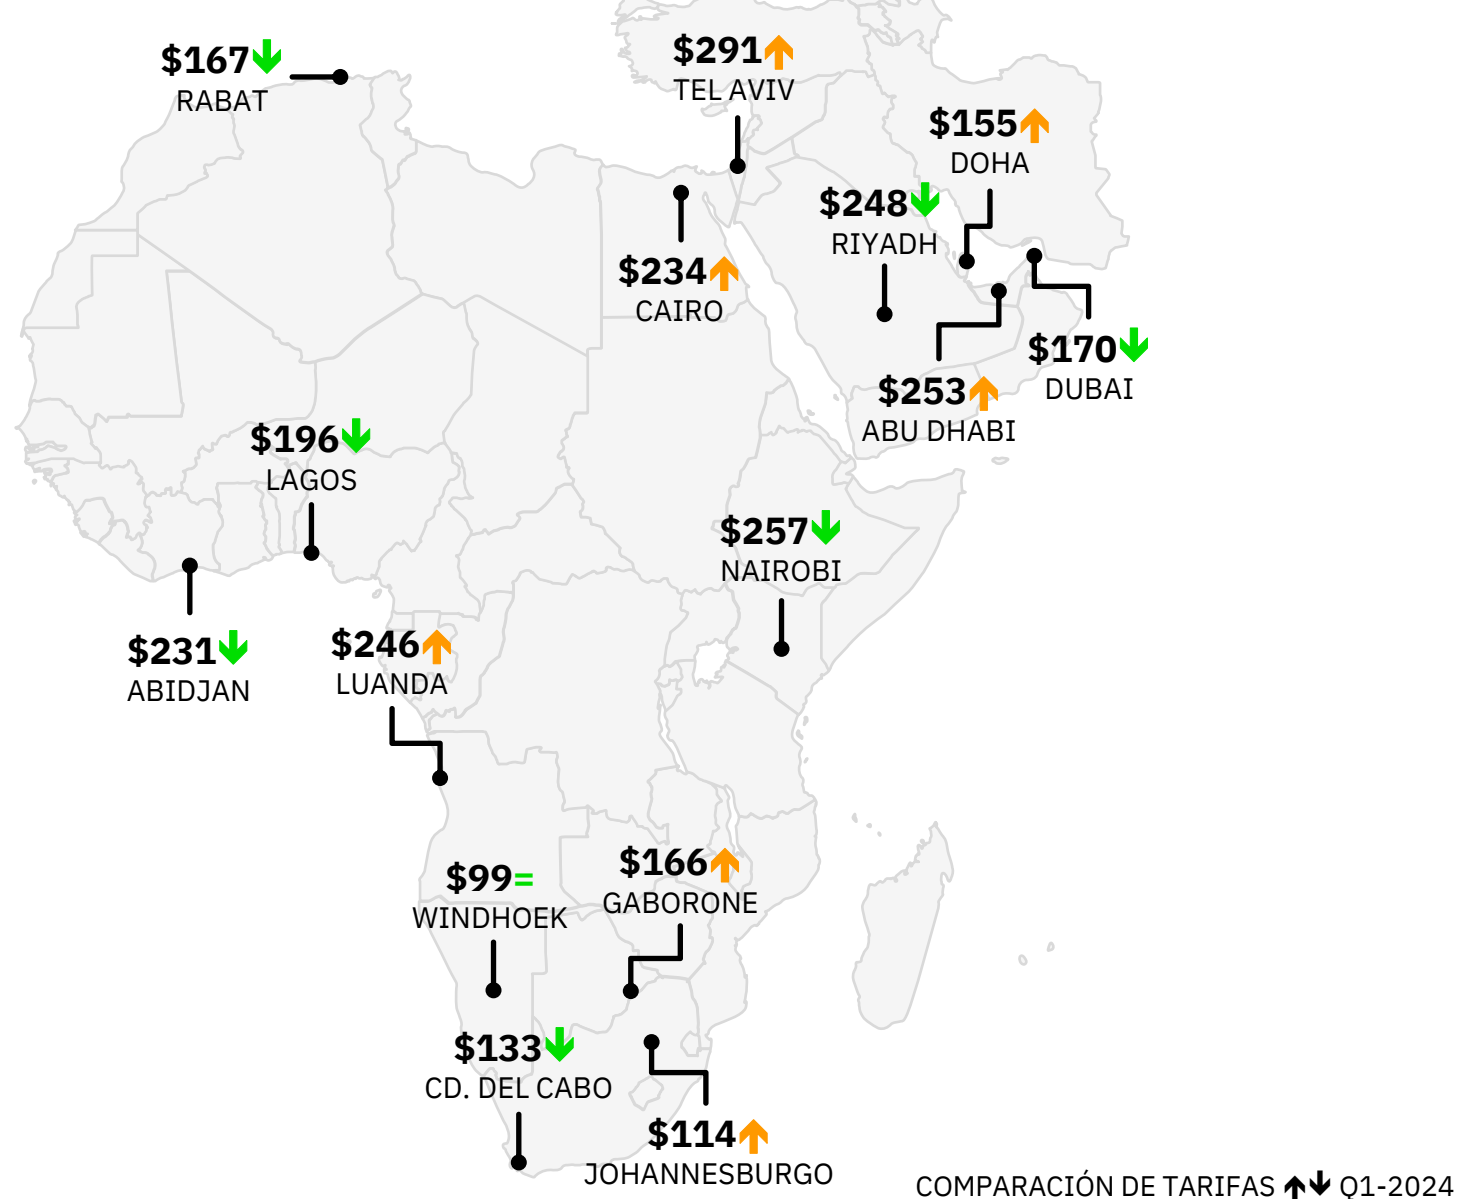 $291↑
TEL AVIV
$167↓
RABAT
$155↑
DOHA
$248↓
RIYADH
$234↑
CAIRO
$170↓
DUBAI
$253↑
ABU DHABI
$196↓
LAGOS
$257↓
NAIROBI
$231↓
ABIDJAN
$246↑
LUANDA
$99=
WINDHOEK
$166↑
GABORONE
$133↓
CD. DEL CABO
$114↑
JOHANNESBURGO
COMPARACIÓN DE TARIFAS ↑↓ Q1-2024